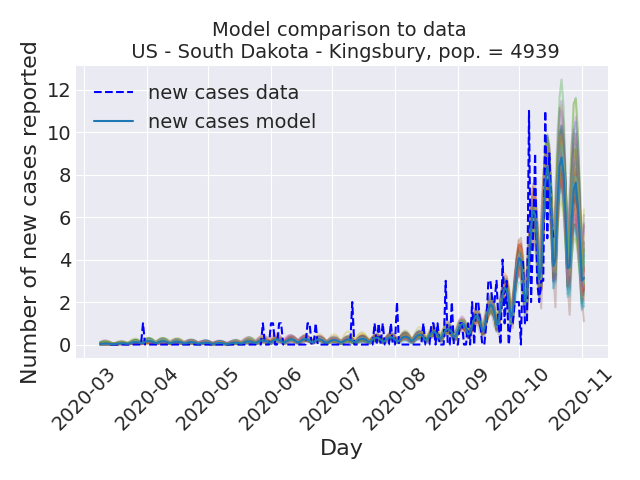 Model comparison to data
US - South Dakota - Kingsbury, pop. = 4939
Number of new cases reported
12
10
8
6
4
2
0
new cases data
new cases model
2020-03
2020-04
2020-05
2020-06
2020-07
2020-08
2020-09
2020-10
2020-11
Day